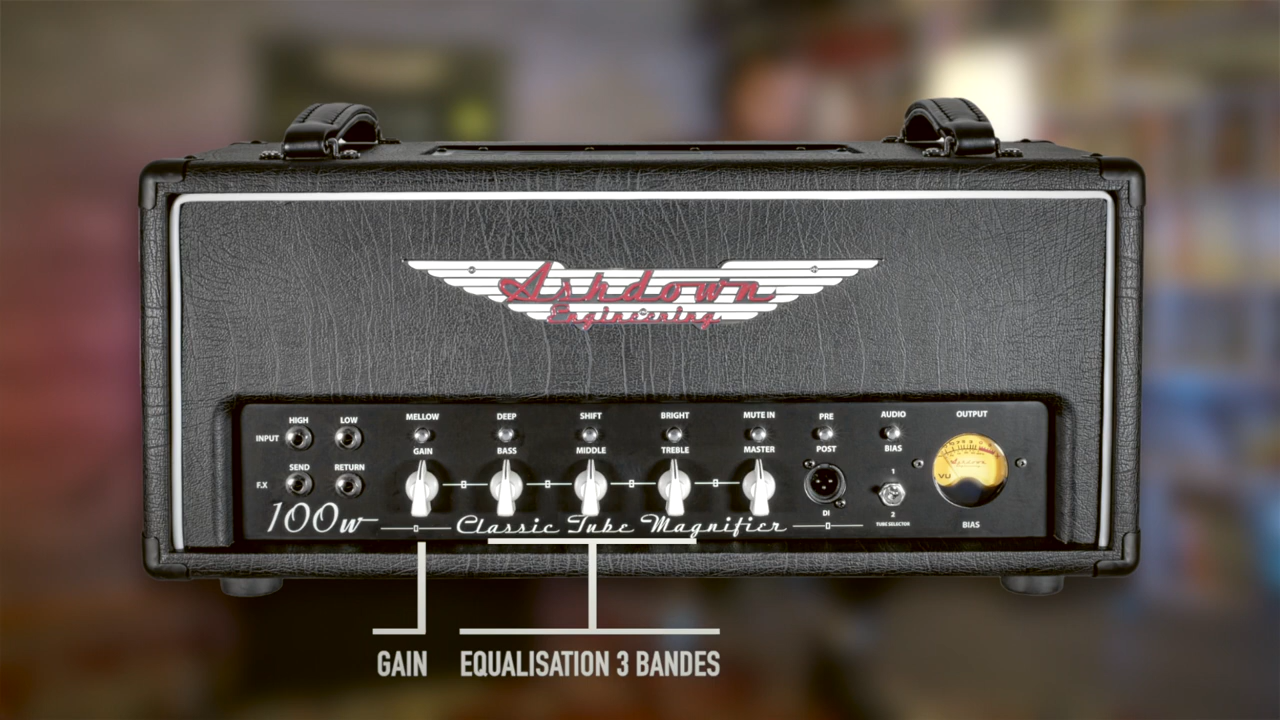 Ashdown
Engineering
HIGH LOW MELLOW DEEP SHIFT BRIGHT MUTE IN PRE AUDIO OUTPUT
INPUT GAIN BASS MIDDLE TREBLE MASTER POST BIAS
SEND RETURN 1
F.X VU
100w Classic Tube Magnifier DI 2 BIAS
TUBE SELECTOR
GAIN EQUALISATION 3 BANDES